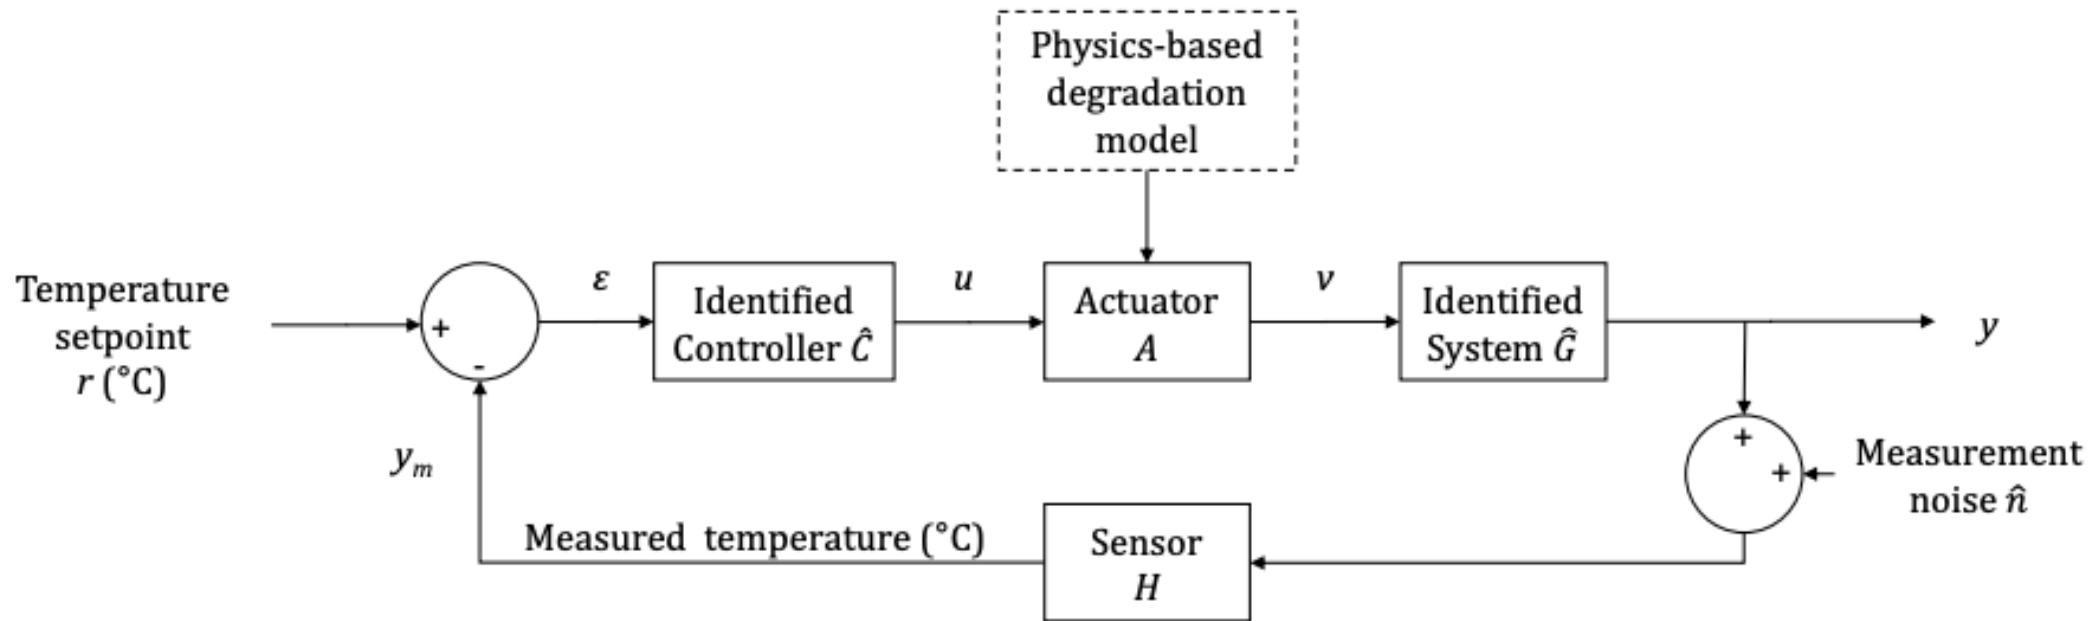 Physics-based
degradation
model
Temperature
setpoint
r (°C)
+
-
ε
Identified
Controller Ĉ
u
Actuator
A
v
Identified
System Ĝ
y
+
+
Measurement
noise n̂
y_m
Measured temperature (°C)
Sensor
H